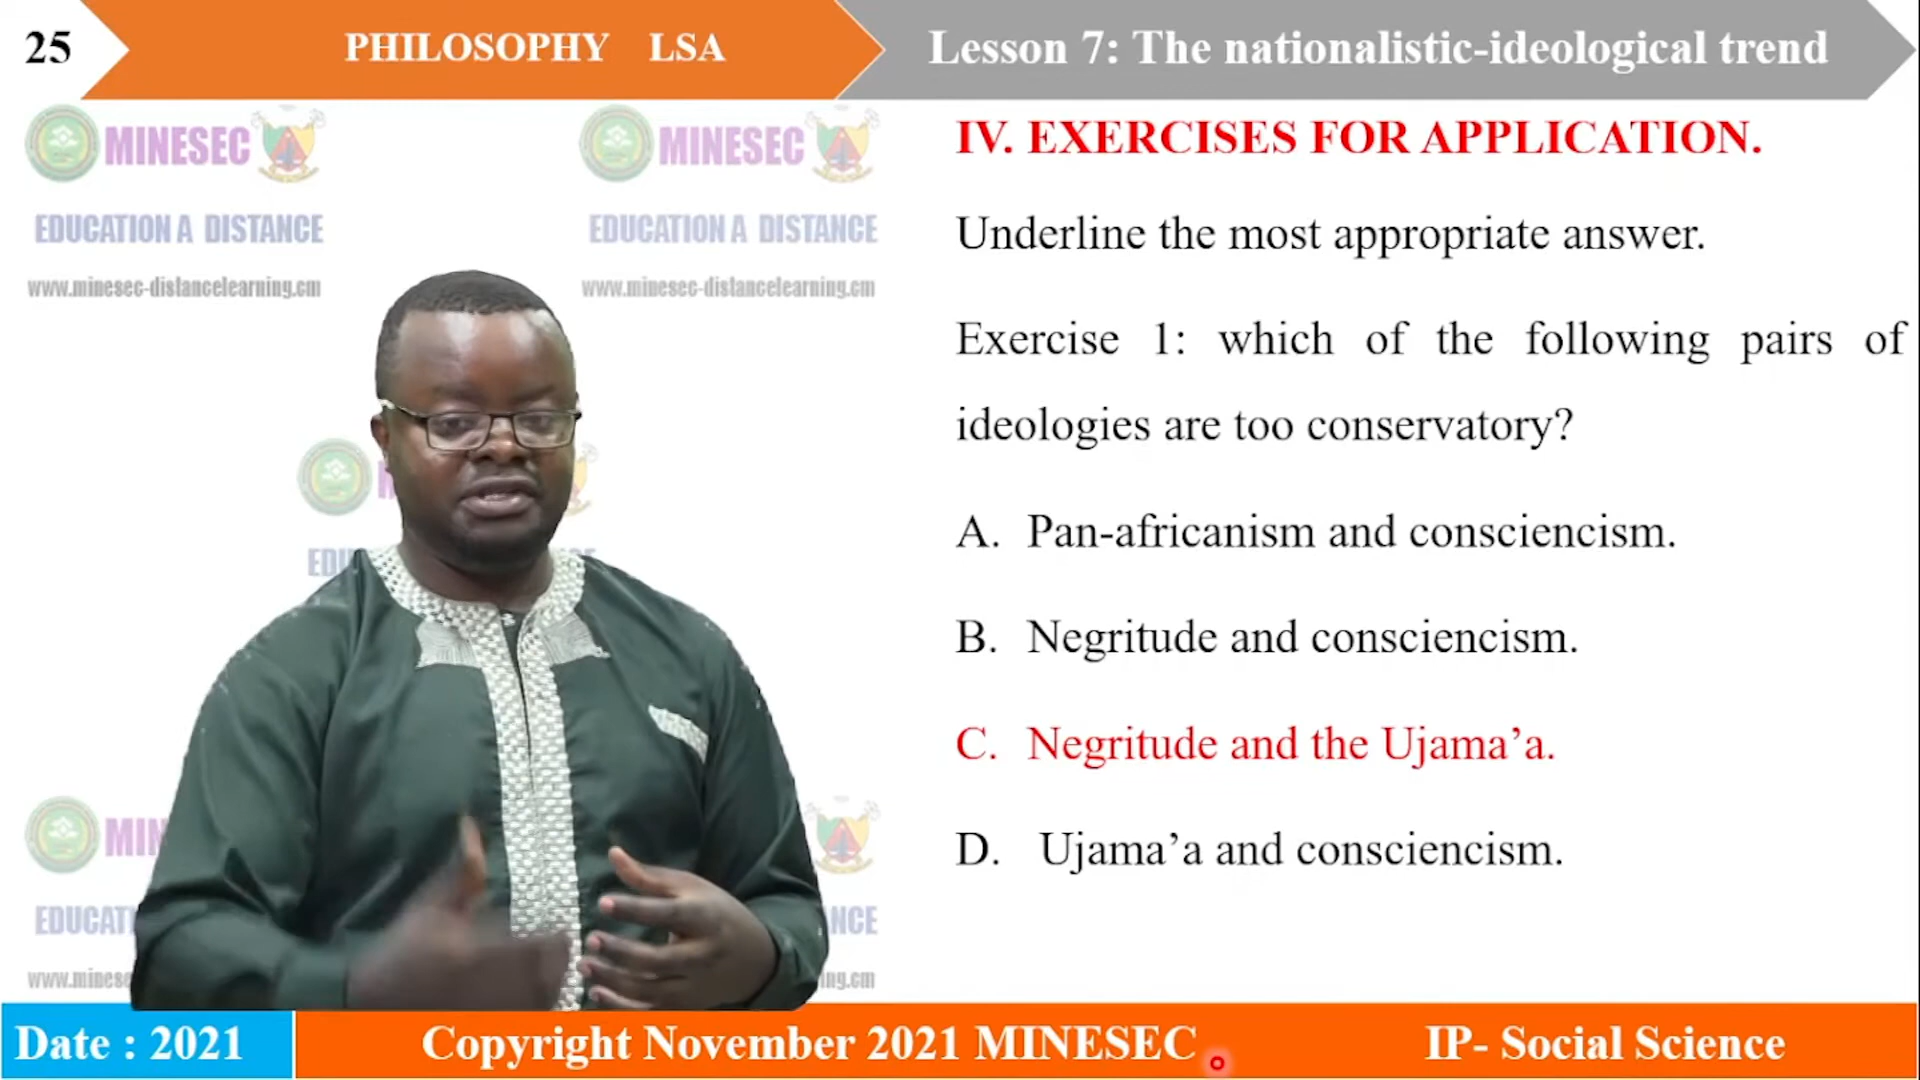 25
PHILOSOPHY LSA
Lesson 7: The nationalistic-ideological trend
MINESEC
MINESEC
EDUCATION A DISTANCE
EDUCATION A DISTANCE
www.minesec-distancelearning.cm
www.minesec-distancelearning.cm
IV. EXERCISES FOR APPLICATION.
Underline the most appropriate answer.
Exercise 1: which of the following pairs of
ideologies are too conservatory?
A. Pan-africanism and consciencism.
B. Negritude and consciencism.
C. Negritude and the Ujama’a.
D. Ujama’a and consciencism.
Date : 2021
Copyright November 2021 MINESEC
IP- Social Science